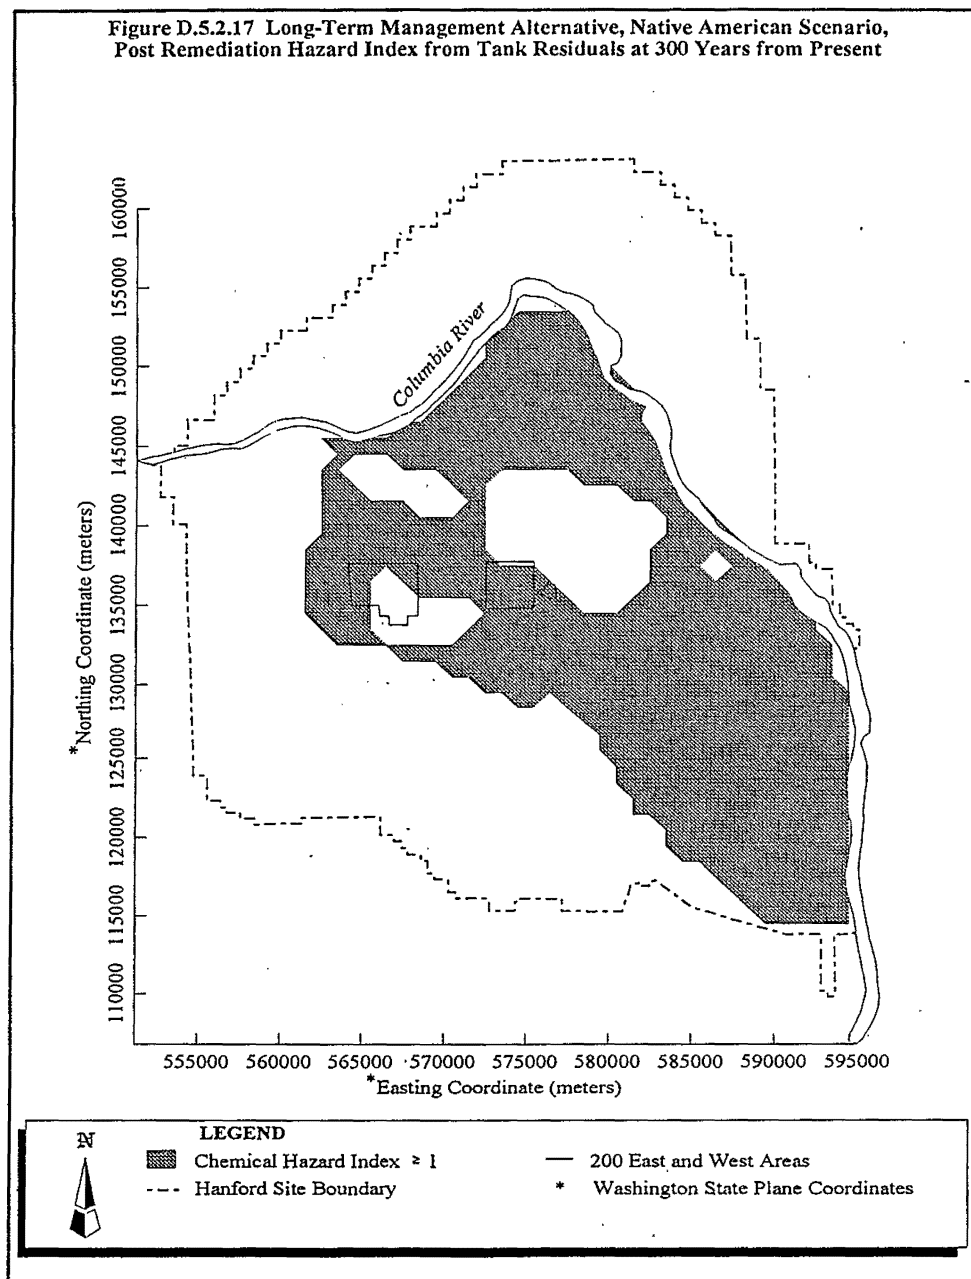 Figure D.5.2.17 Long-Term Management Alternative, Native American Scenario,
Post Remediation Hazard Index from Tank Residuals at 300 Years from Present
160000
155000
150000
145000
140000
135000
130000
125000
120000
115000
110000
*Northing Coordinate (meters)
Columbia River
555000 560000 565000 570000 575000 580000 585000 590000 595000
*Easting Coordinate (meters)
N
LEGEND
Chemical Hazard Index ≥ 1
200 East and West Areas
Hanford Site Boundary
* Washington State Plane Coordinates